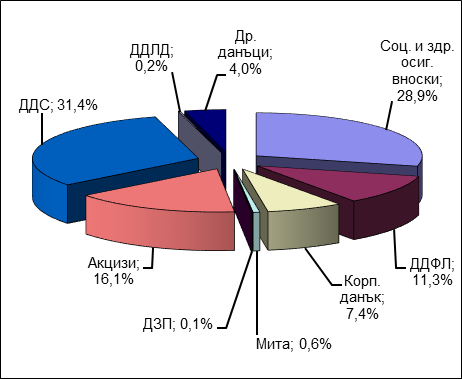 Др.
данъци;
4,0%
ДДЛД;
0,2%
Соц. и здр.
осиг.
вноски;
28,9%
ДДС; 31,4%
ДДФЛ;
11,3%
Акцизи;
16,1%
Корп.
данък;
7,4%
ДЗП; 0,1%
Мита; 0,6%